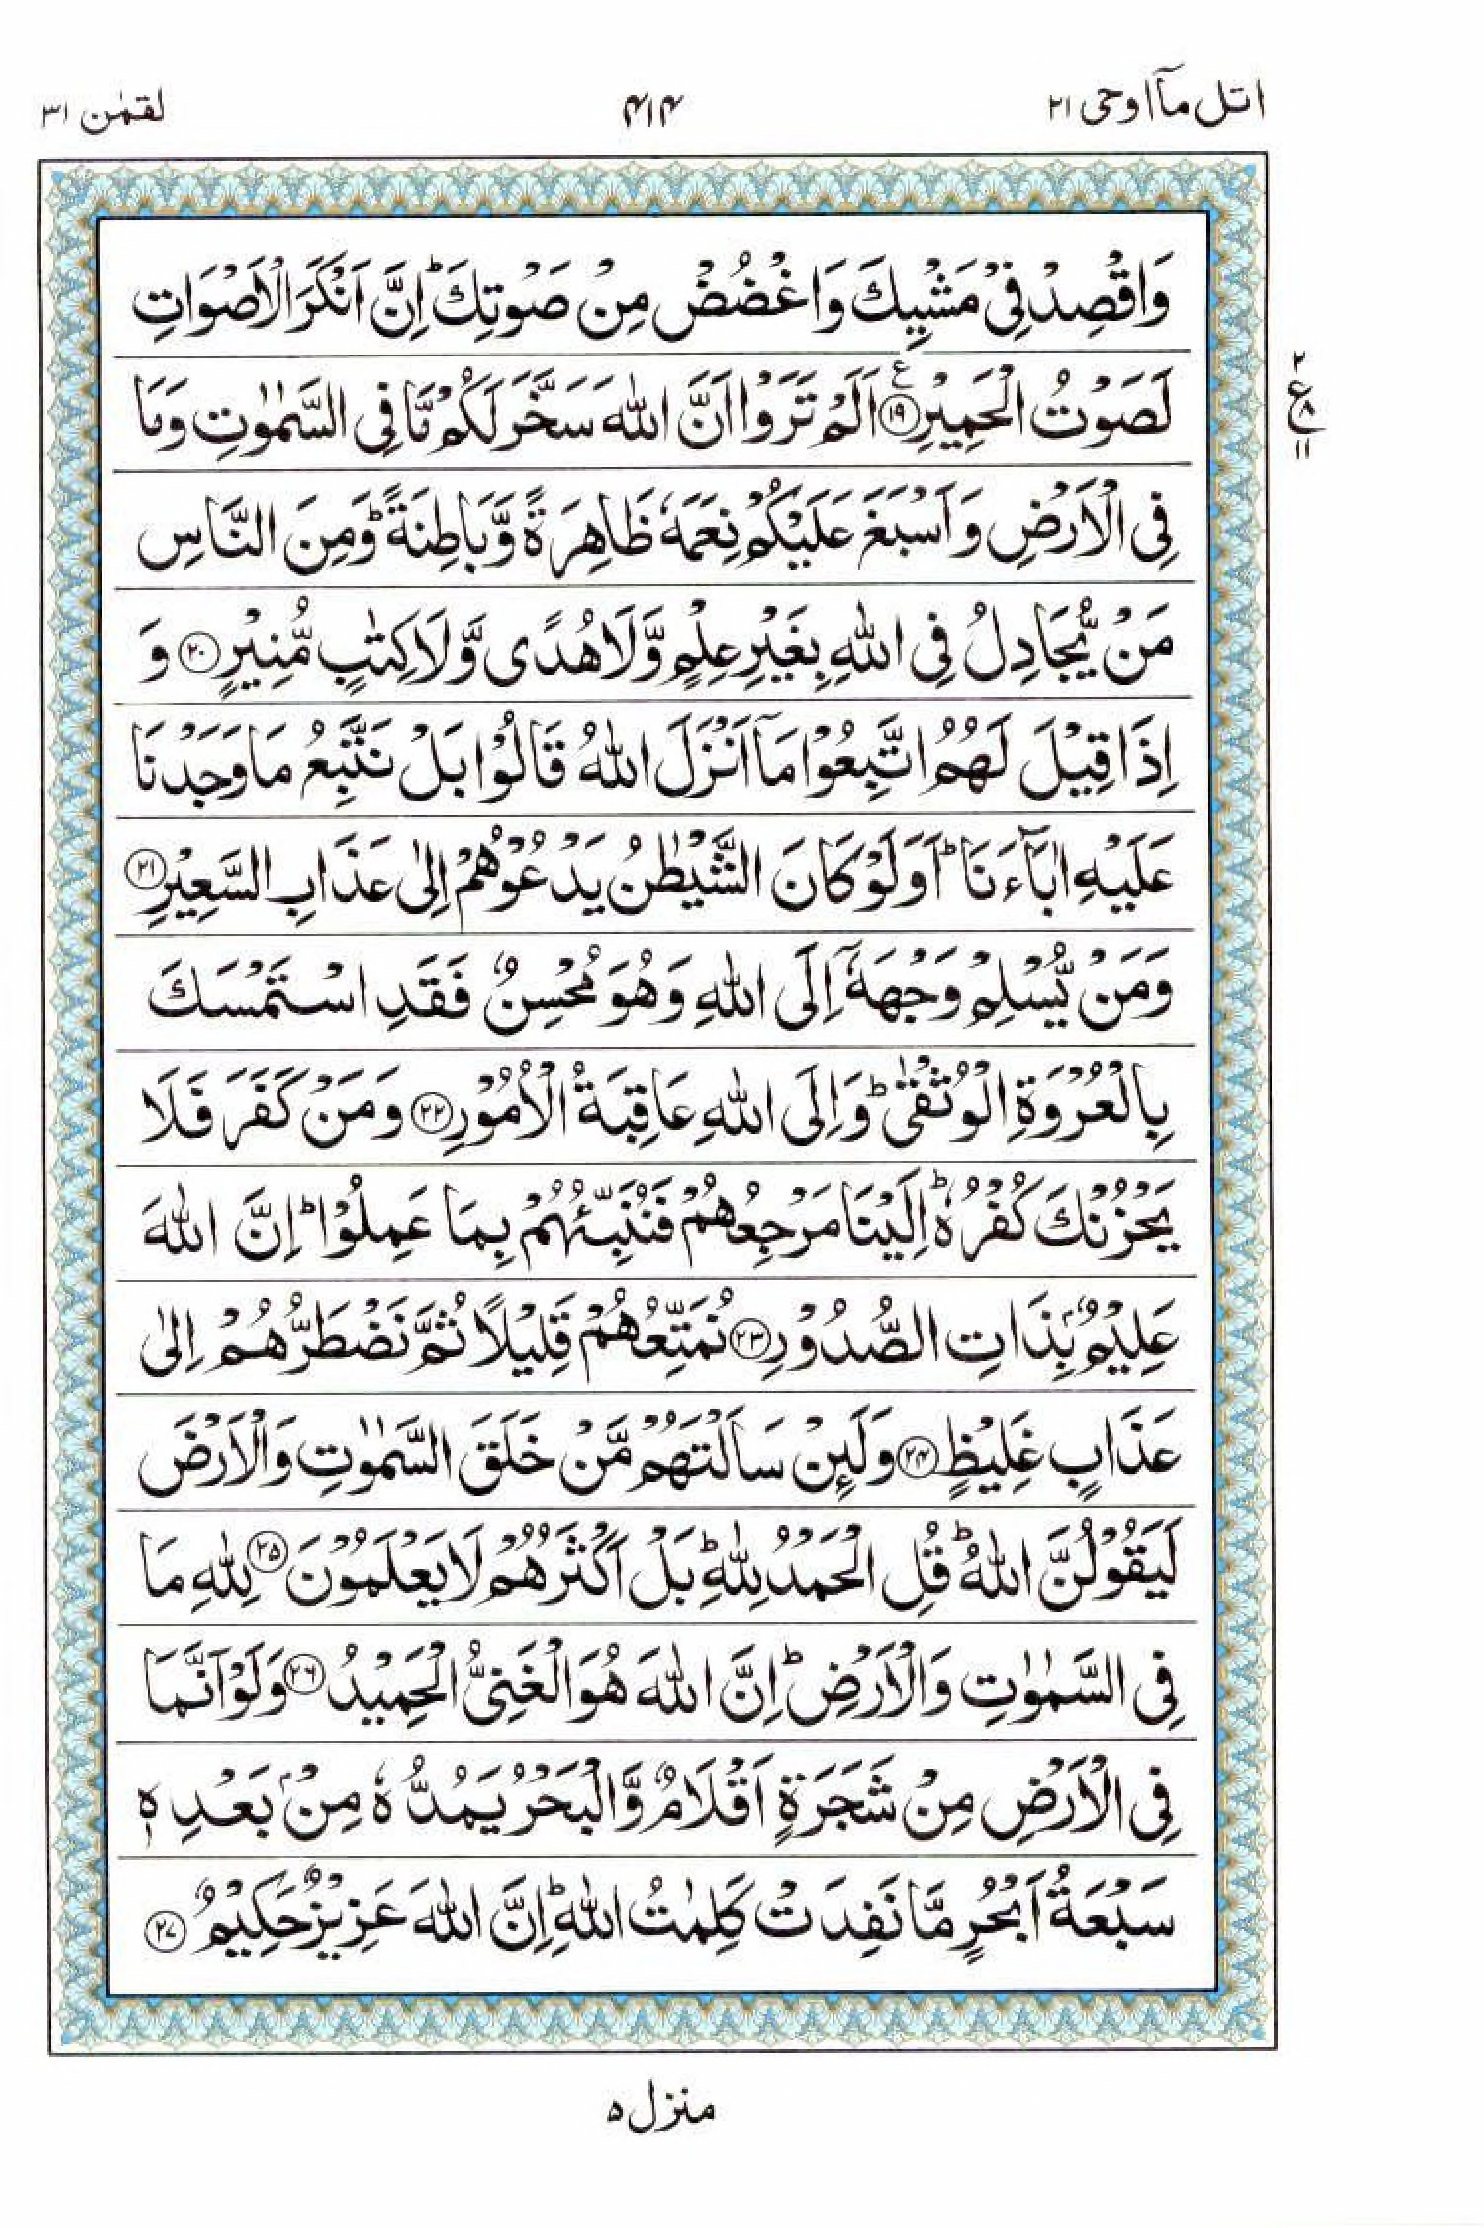 اتل مآ اوحی ۲۱
۴۱۴
لقمٰن ۳۱
وَاقْصِدْ فِیْ مَشْیِكَ وَاغْضُضْ مِنْ صَوْتِكَ ؕ اِنَّ اَنْكَرَ الْاَصْوَاتِ
لَصَوْتُ الْحَمِیْرِ ۱۹ ع اَلَمْ تَرَوْا اَنَّ اللّٰهَ سَخَّرَ لَكُمْ مَّا فِی السَّمٰوٰتِ وَمَا
۲
ع
۸
۱۱
فِی الْاَرْضِ وَاَسْبَغَ عَلَیْكُمْ نِعَمَهٗ ظَاهِرَةً وَّبَاطِنَةً ؕ وَمِنَ النَّاسِ
مَنْ یُّجَادِلُ فِی اللّٰهِ بِغَیْرِ عِلْمٍ وَّلَا هُدًی وَّلَا كِتٰبٍ مُّنِیْرٍ ۲۰ وَ
اِذَا قِیْلَ لَهُمُ اتَّبِعُوْا مَاۤ اَنْزَلَ اللّٰهُ قَالُوْا بَلْ نَتَّبِعُ مَا وَجَدْنَا
عَلَیْهِ اٰبَآءَنَا ؕ اَوَلَوْ كَانَ الشَّیْطٰنُ یَدْعُوْهُمْ اِلٰی عَذَابِ السَّعِیْرِ ۲۱
وَمَنْ یُّسْلِمْ وَجْهَهٗۤ اِلَی اللّٰهِ وَهُوَ مُحْسِنٌ فَقَدِ اسْتَمْسَكَ
بِالْعُرْوَةِ الْوُثْقٰی ؕ وَاِلَی اللّٰهِ عَاقِبَةُ الْاُمُوْرِ ۲۲ وَمَنْ كَفَرَ فَلَا
یَحْزُنْكَ كُفْرُهٗ ؕ اِلَیْنَا مَرْجِعُهُمْ فَنُنَبِّئُهُمْ بِمَا عَمِلُوْا ؕ اِنَّ اللّٰهَ
عَلِیْمٌۢ بِذَاتِ الصُّدُوْرِ ۲۳ نُمَتِّعُهُمْ قَلِیْلًا ثُمَّ نَضْطَرُّهُمْ اِلٰی
عَذَابٍ غَلِیْظٍ ۲۴ وَلَىِٕنْ سَاَلْتَهُمْ مَّنْ خَلَقَ السَّمٰوٰتِ وَالْاَرْضَ
لَیَقُوْلُنَّ اللّٰهُ ؕ قُلِ الْحَمْدُ لِلّٰهِ ؕ بَلْ اَكْثَرُهُمْ لَا یَعْلَمُوْنَ ۲۵ لِلّٰهِ مَا
فِی السَّمٰوٰتِ وَالْاَرْضِ ؕ اِنَّ اللّٰهَ هُوَ الْغَنِیُّ الْحَمِیْدُ ۲۶ وَلَوْ اَنَّمَا
فِی الْاَرْضِ مِنْ شَجَرَةٍ اَقْلَامٌ وَّالْبَحْرُ یَمُدُّهٗ مِنْۢ بَعْدِهٖ
سَبْعَةُ اَبْحُرٍ مَّا نَفِدَتْ كَلِمٰتُ اللّٰهِ ؕ اِنَّ اللّٰهَ عَزِیْزٌ حَكِیْمٌ ۲۷
منزل ۵